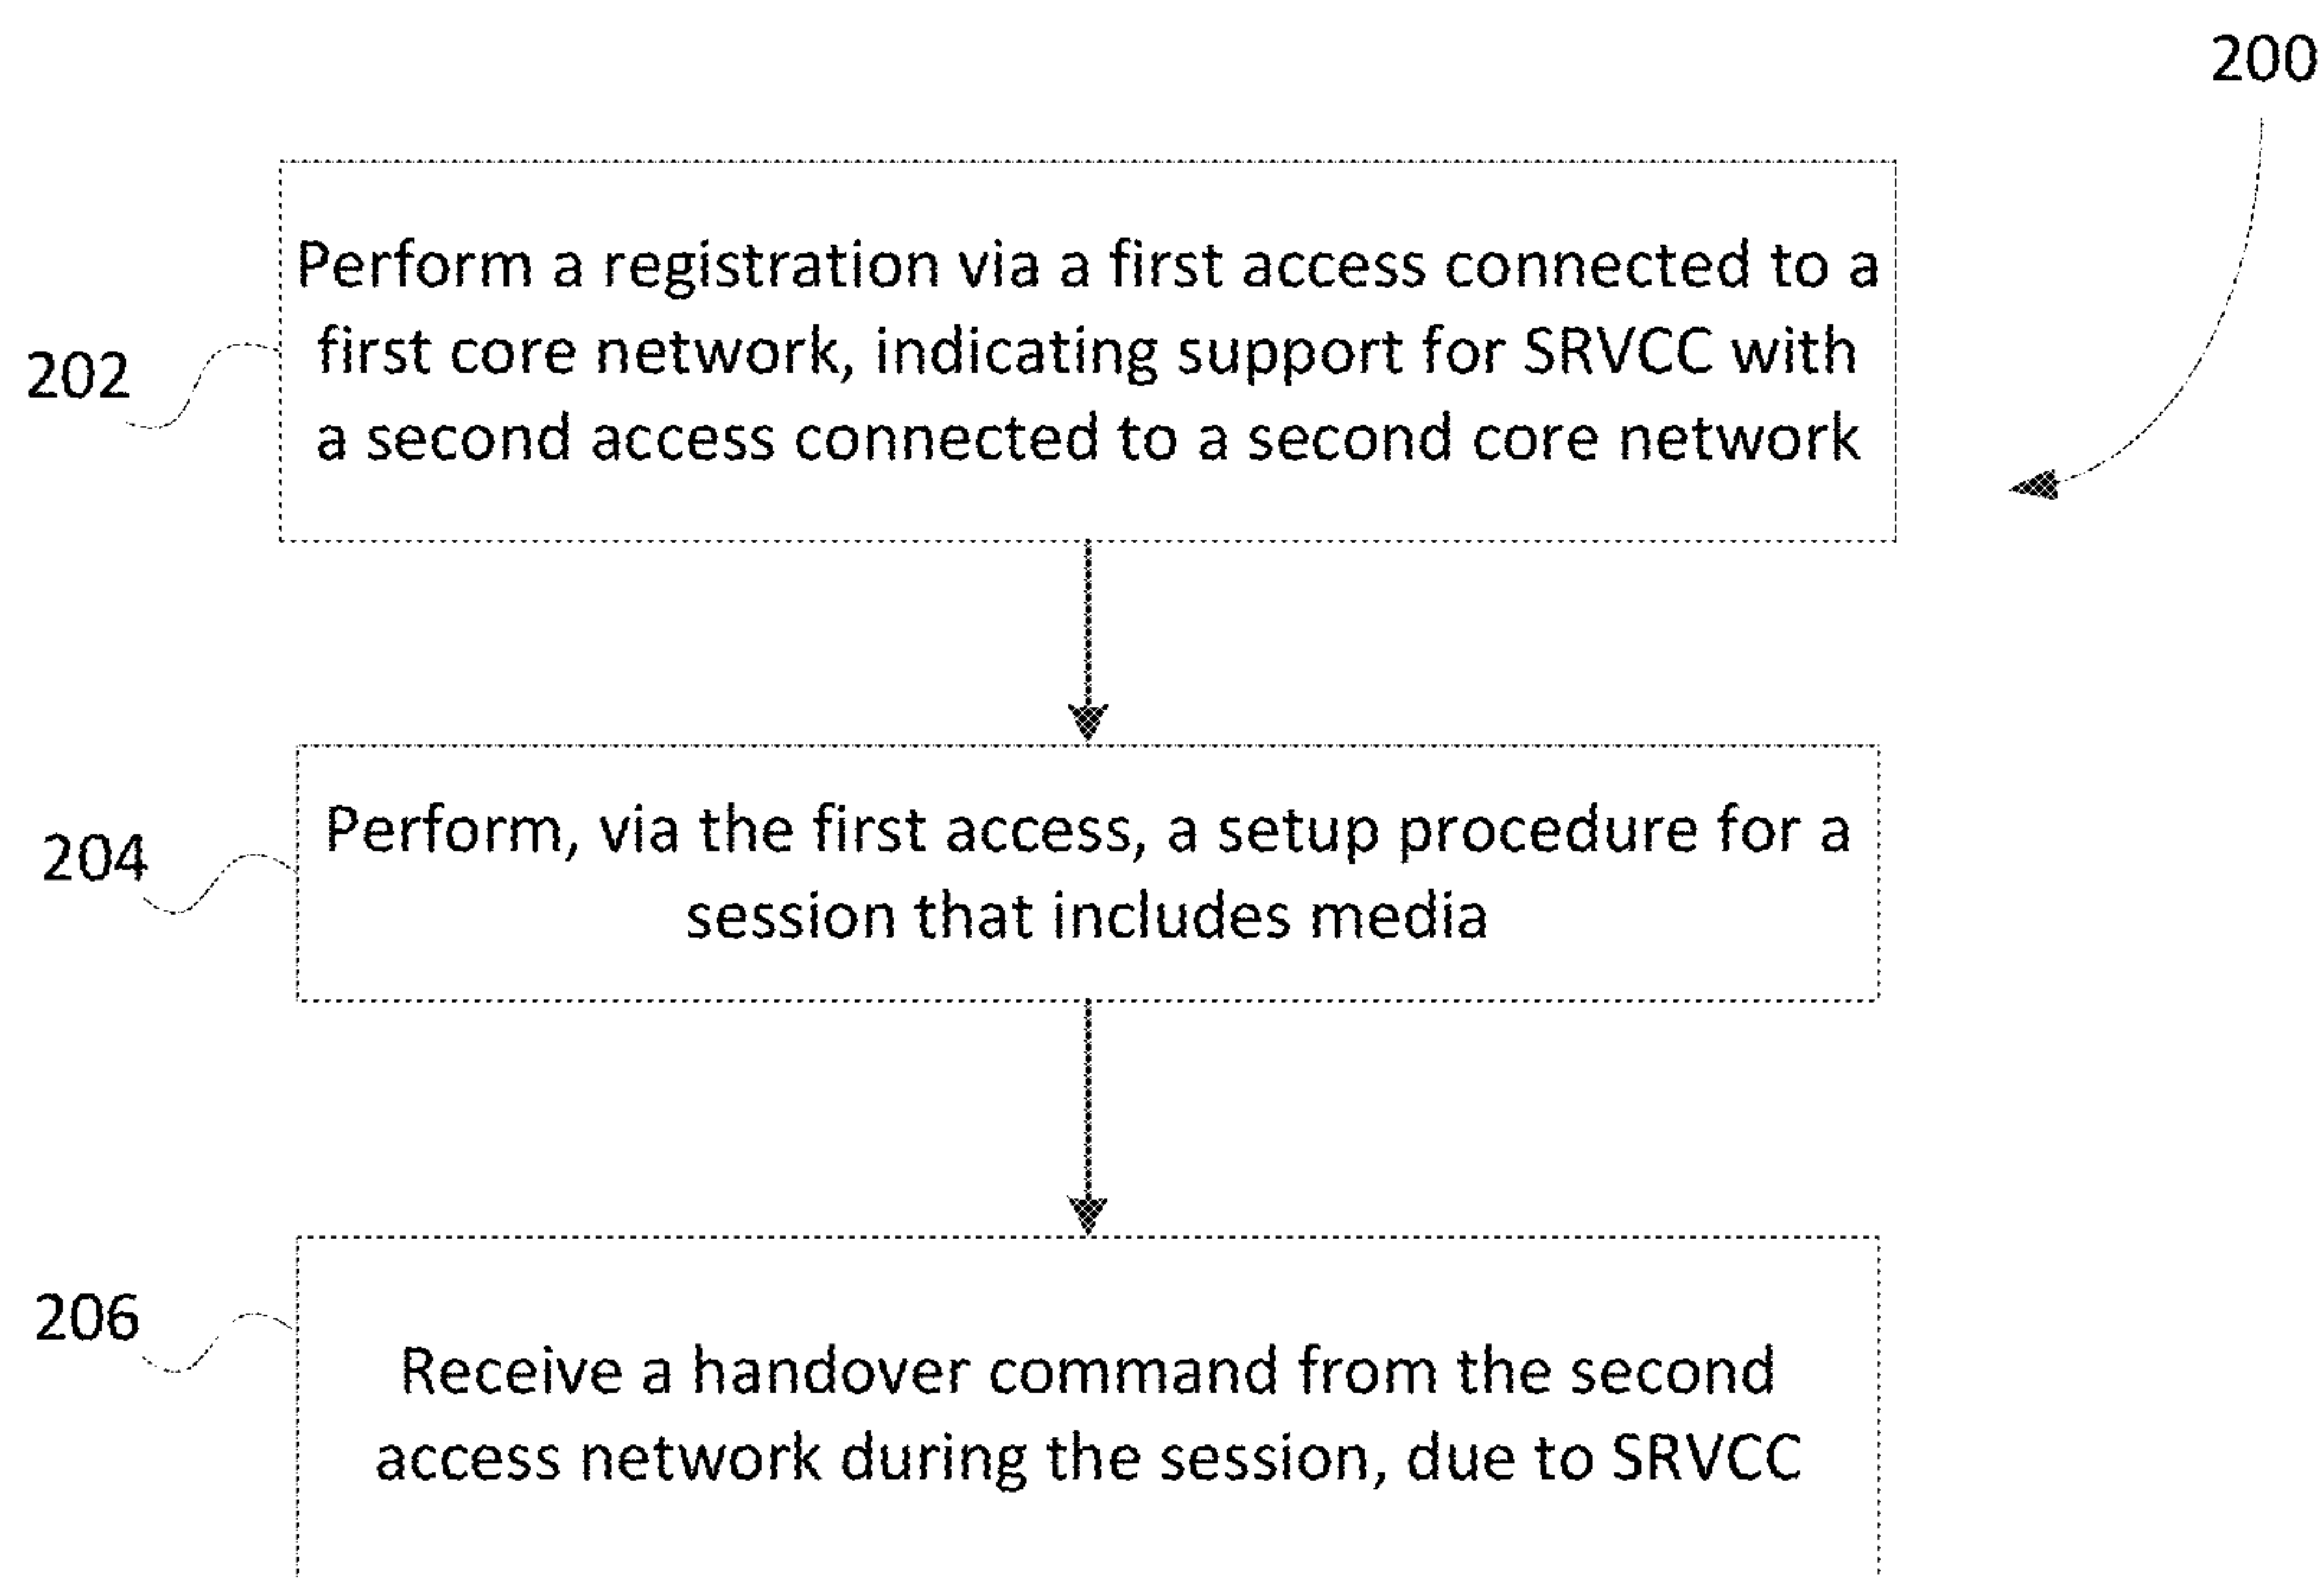 200
Perform a registration via a first access connected to a
first core network, indicating support for SRVCC with
a second access connected to a second core network
202
Perform, via the first access, a setup procedure for a
session that includes media
204
206
Receive a handover command from the second
access network during the session, due to SRVCC